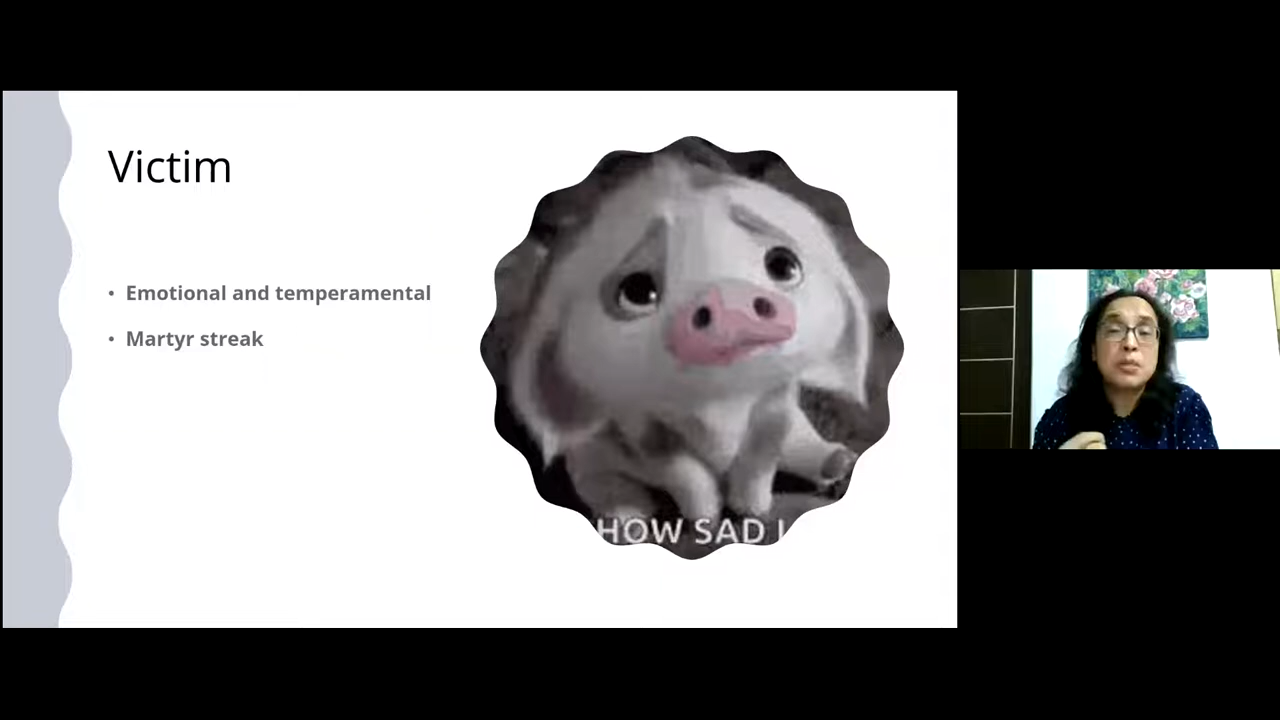 Victim
• Emotional and temperamental
• Martyr streak
HOW SAD